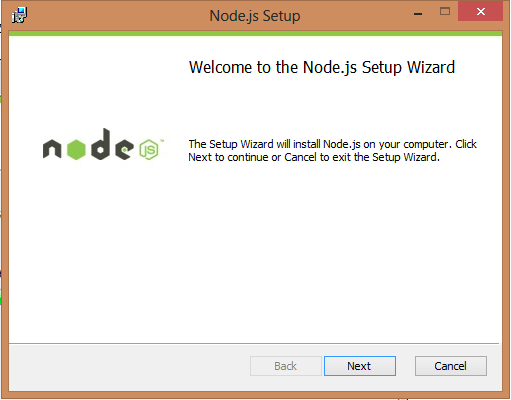 Node.js Setup
Welcome to the Node.js Setup Wizard
node JS™
The Setup Wizard will install Node.js on your computer. Click
Next to continue or Cancel to exit the Setup Wizard.
Back
Next
Cancel